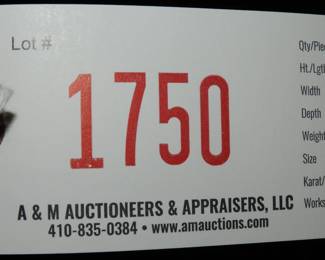 Lot #
1750
A & M AUCTIONEERS & APPRAISERS, LLC
410-835-0384 • www.amauctions.com
Qty/Pie
Ht./Lgt
Width
Depth
Weight
Size
Karat/
Works